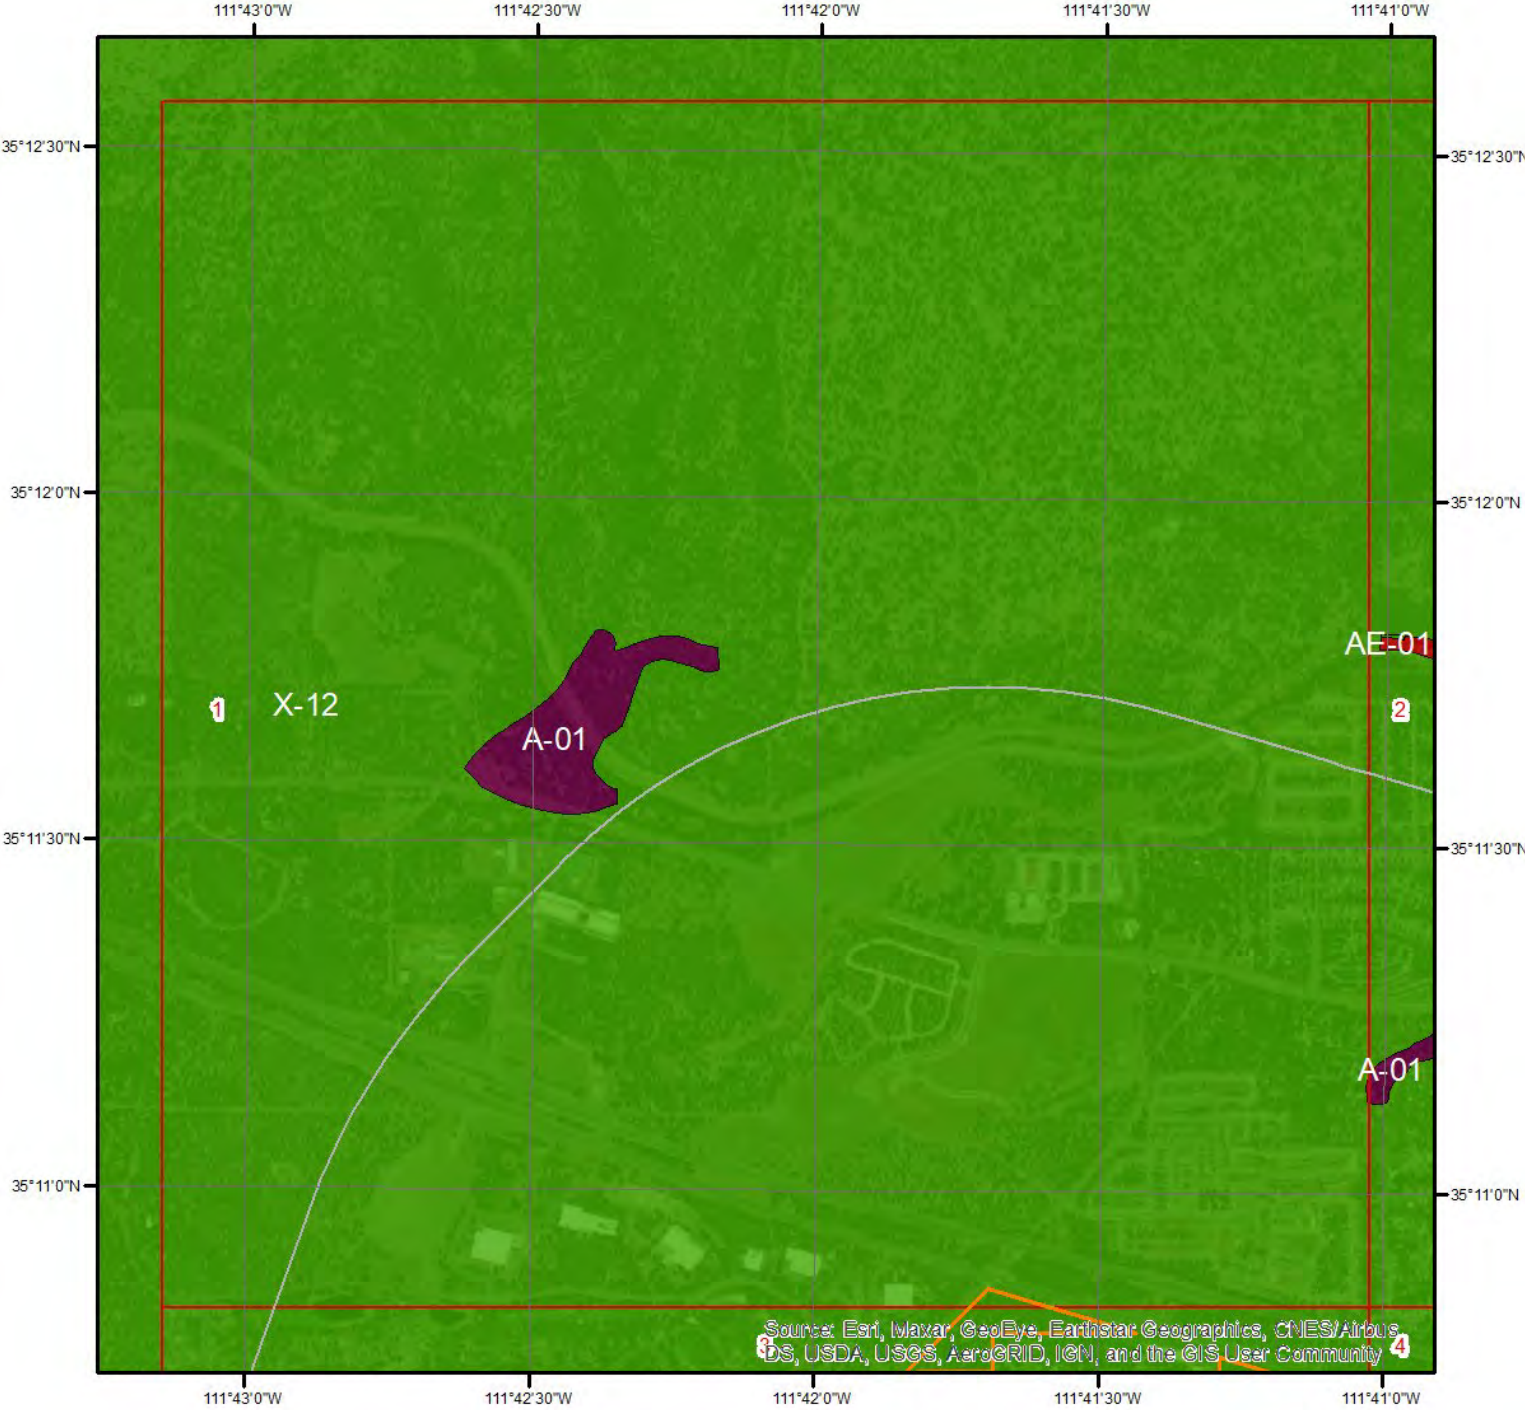 111°43'0"W 111°42'30"W 111°42'0"W 111°41'30"W 111°41'0"W
35°12'30"N 35°12'30"N
35°12'0"N 35°12'0"N
AE-01
1 X-12 2
A-01
35°11'30"N 35°11'30"N
A-01
35°11'0"N 35°11'0"N
Source: Esri, Maxar, GeoEye, Earthstar Geographics, CNES/Airbus
3 DS, USDA, USGS, AeroGRID, IGN, and the GIS User Community 4
111°43'0"W 111°42'30"W 111°42'0"W 111°41'30"W 111°41'0"W